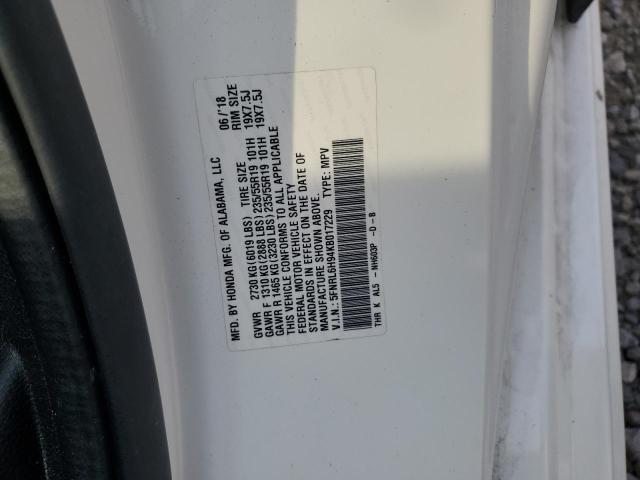 MFD. BY HONDA MFG. OF ALABAMA, LLC 06/'18
GVWR 2730 KG(6019 LBS) TIRE SIZE RIM SIZE
GAWR F 1310 KG(2888 LBS) 235/55R19 101H 19X7.5J
GAWR R 1465 KG(3230 LBS) 235/55R19 101H 19X7.5J
THIS VEHICLE CONFORMS TO ALL APPLICABLE
FEDERAL MOTOR VEHICLE SAFETY
STANDARDS IN EFFECT ON THE DATE OF
MANUFACTURE SHOWN ABOVE.
V.I.N.: 5FNRL6H94KB017229 TYPE: MPV
THR K AL5 -NH603P -D -B